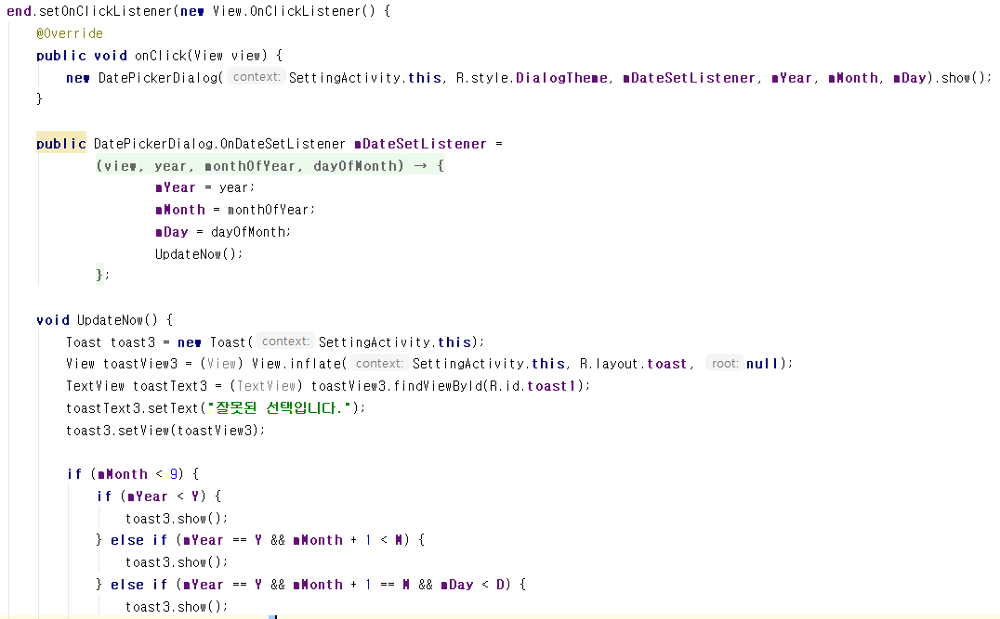 end.setOnClickListener(new View.OnClickListener() {
@Override
public void onClick(View view) {
new DatePickerDialog( context: SettingActivity.this, R.style.DialogTheme, mDateSetListener, mYear, mMonth, mDay).show();
}
public DatePickerDialog.OnDateSetListener mDateSetListener =
(view, year, monthOfYear, dayOfMonth) → {
mYear = year;
mMonth = monthOfYear;
mDay = dayOfMonth;
UpdateNow();
};
void UpdateNow() {
Toast toast3 = new Toast( context: SettingActivity.this);
View toastView3 = (View) View.inflate( context: SettingActivity.this, R.layout.toast, root: null);
TextView toastText3 = (TextView) toastView3.findViewById(R.id.toast1);
toastText3.setText("잘못된 선택입니다.");
toast3.setView(toastView3);
if (mMonth < 9) {
if (mYear < Y) {
toast3.show();
} else if (mYear == Y && mMonth + 1 < M) {
toast3.show();
} else if (mYear == Y && mMonth + 1 == M && mDay < D) {
toast3.show();